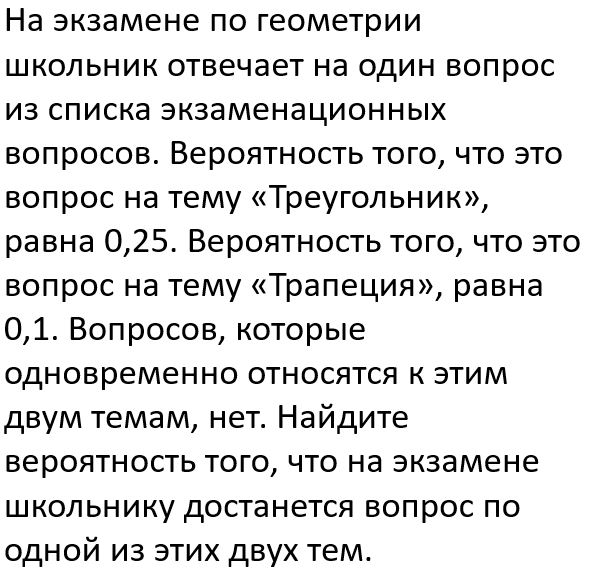 На экзамене по геометрии
школьник отвечает на один вопрос
из списка экзаменационных
вопросов. Вероятность того, что это
вопрос на тему «Треугольник»,
равна 0,25. Вероятность того, что это
вопрос на тему «Трапеция», равна
0,1. Вопросов, которые
одновременно относятся к этим
двум темам, нет. Найдите
вероятность того, что на экзамене
школьнику достанется вопрос по
одной из этих двух тем.